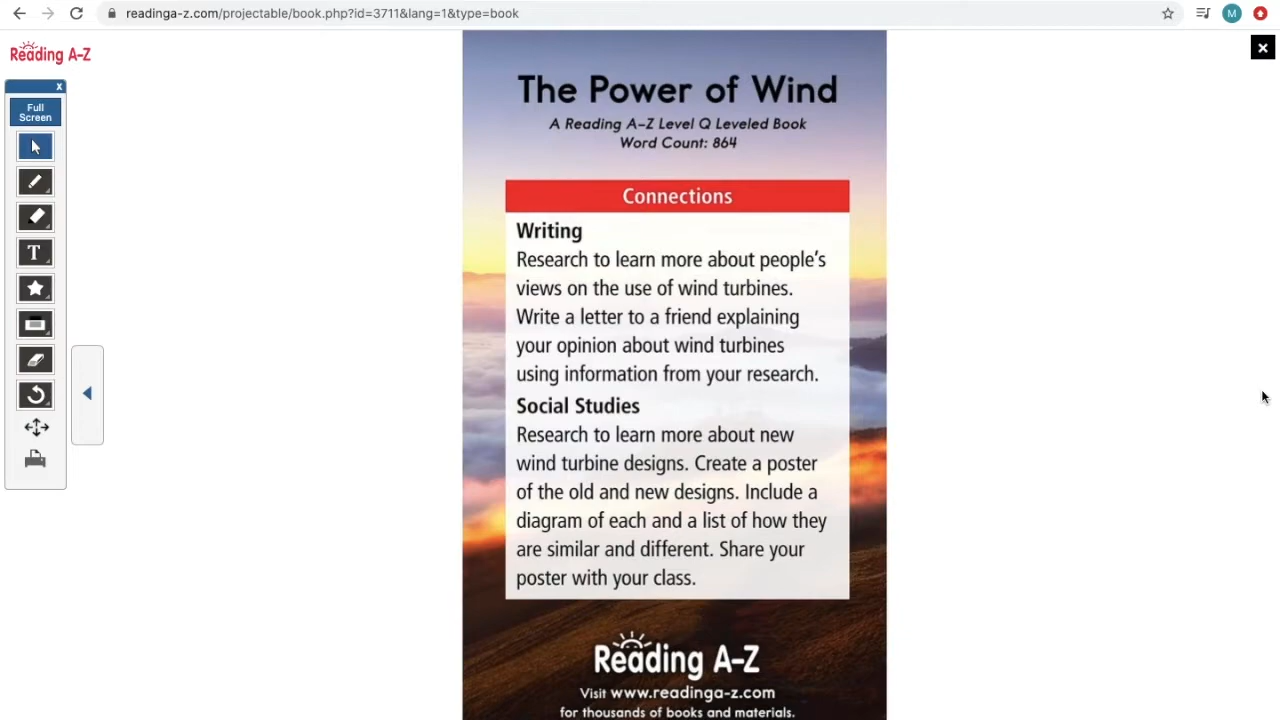 readinga-z.com/projectable/book.php?id=3711&lang=1&type=book
M
Reading A-Z
x
Full
Screen
T
The Power of Wind
A Reading A–Z Level Q Leveled Book
Word Count: 864
Connections
Writing
Research to learn more about people's
views on the use of wind turbines.
Write a letter to a friend explaining
your opinion about wind turbines
using information from your research.
Social Studies
Research to learn more about new
wind turbine designs. Create a poster
of the old and new designs. Include a
diagram of each and a list of how they
are similar and different. Share your
poster with your class.
Reading A–Z
Visit www.readinga-z.com
for thousands of books and materials.